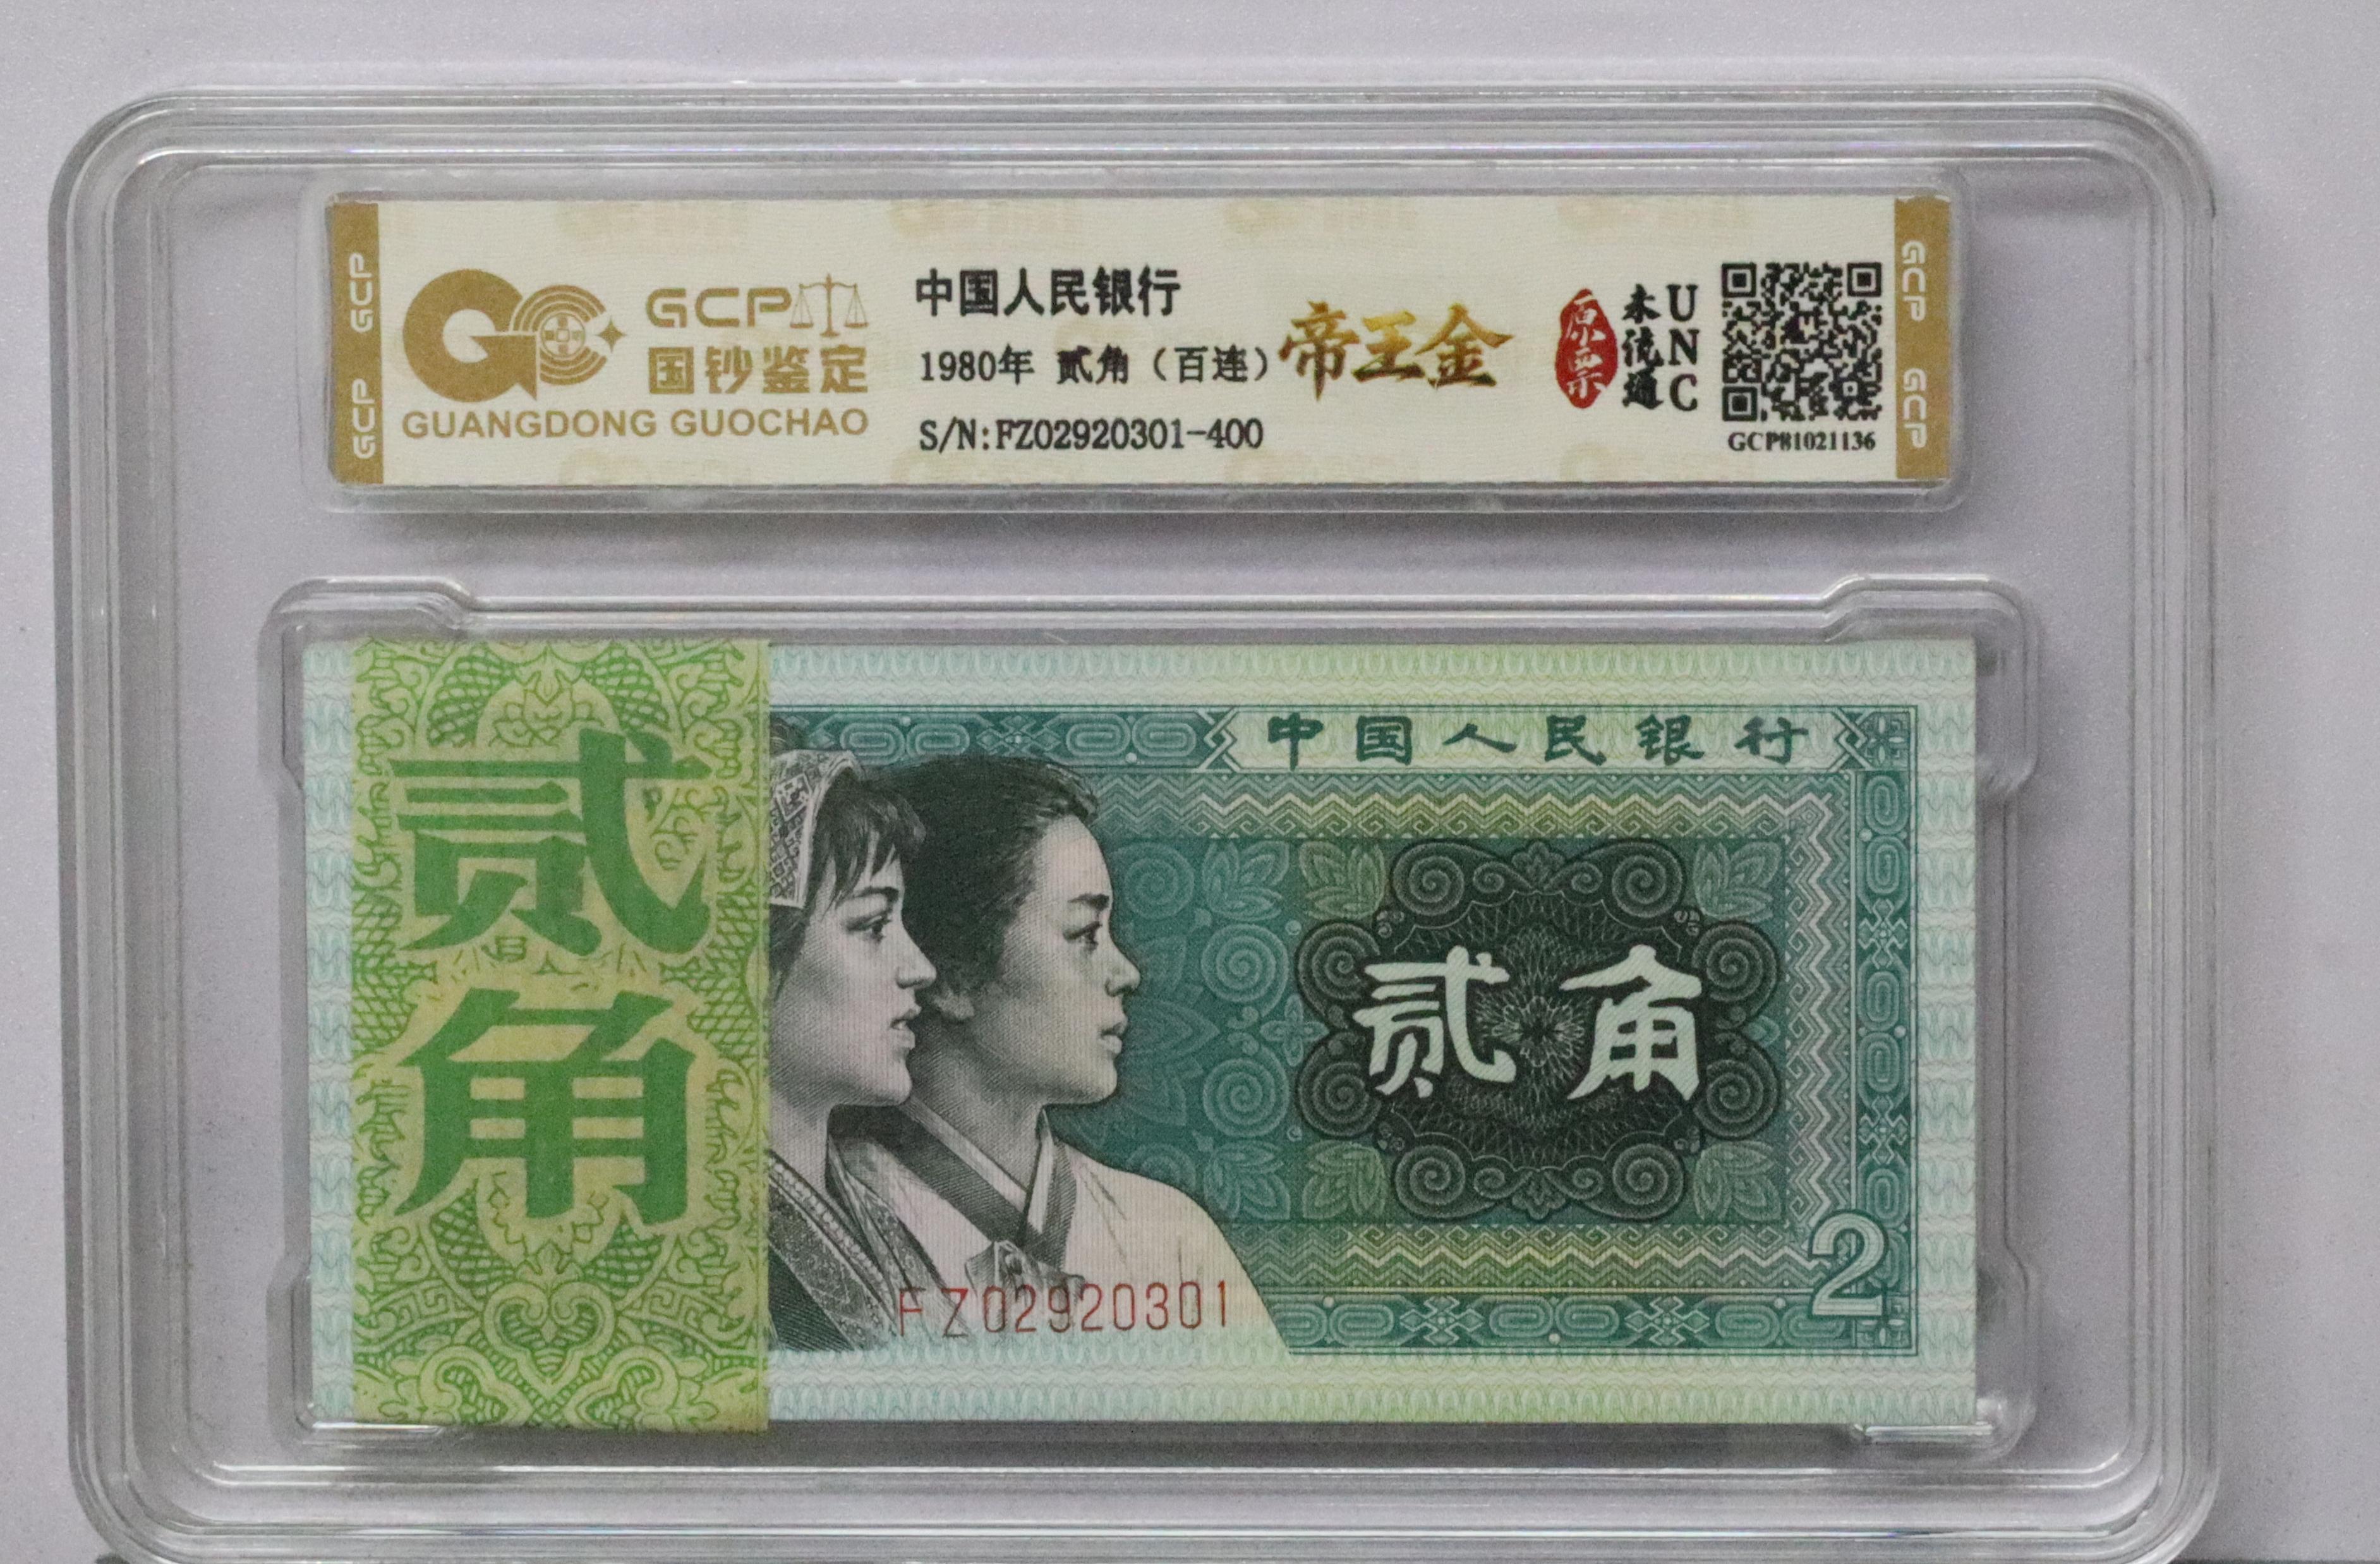 GCP
GCP
GCP
国钞鉴定
GUANGDONG GUOCHAO
中国人民银行
1980年 贰角（百连）
S/N:FZ02920301-400
帝王金
原票
未流通
UNC
GCP81021136
GCP
GCP
贰角
中国人民银行
贰角
FZ02920301
2